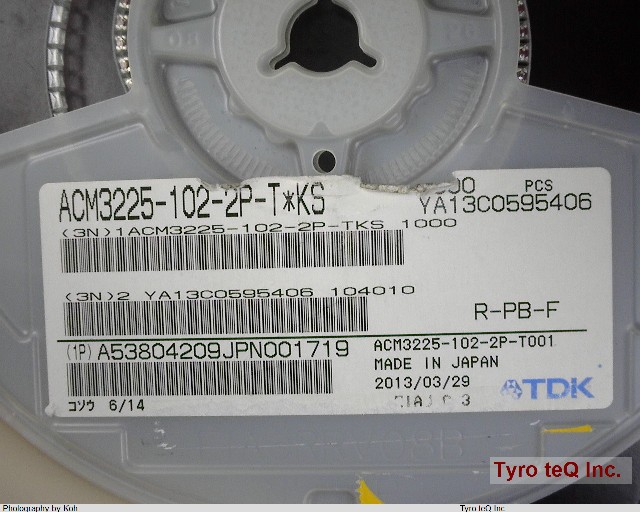 ACM3225-102-2P-T*KS
00 PCS
YA13C0595406
(3N)1ACM3225-102-2P-TKS 1000
(3N)2 YA13C0595406 104010
R-PB-F
(1P) A53804209JPN001719
ACM3225-102-2P-T001
MADE IN JAPAN
2013/03/29
TDK
コソウ 6/14
Tyro teQ Inc.
Photography by Koh
Tyro teQ Inc